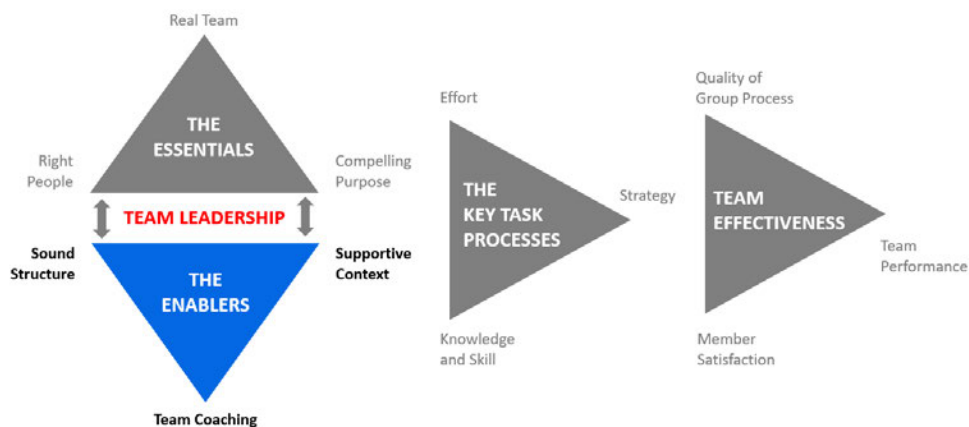 Real Team
THE
ESSENTIALS
Right
People
Compelling
Purpose
TEAM LEADERSHIP
Sound
Structure
Supportive
Context
THE
ENABLERS
Team Coaching
Effort
THE
KEY TASK
PROCESSES
Strategy
Knowledge
and Skill
Quality of
Group Process
TEAM
EFFECTIVENESS
Team
Performance
Member
Satisfaction